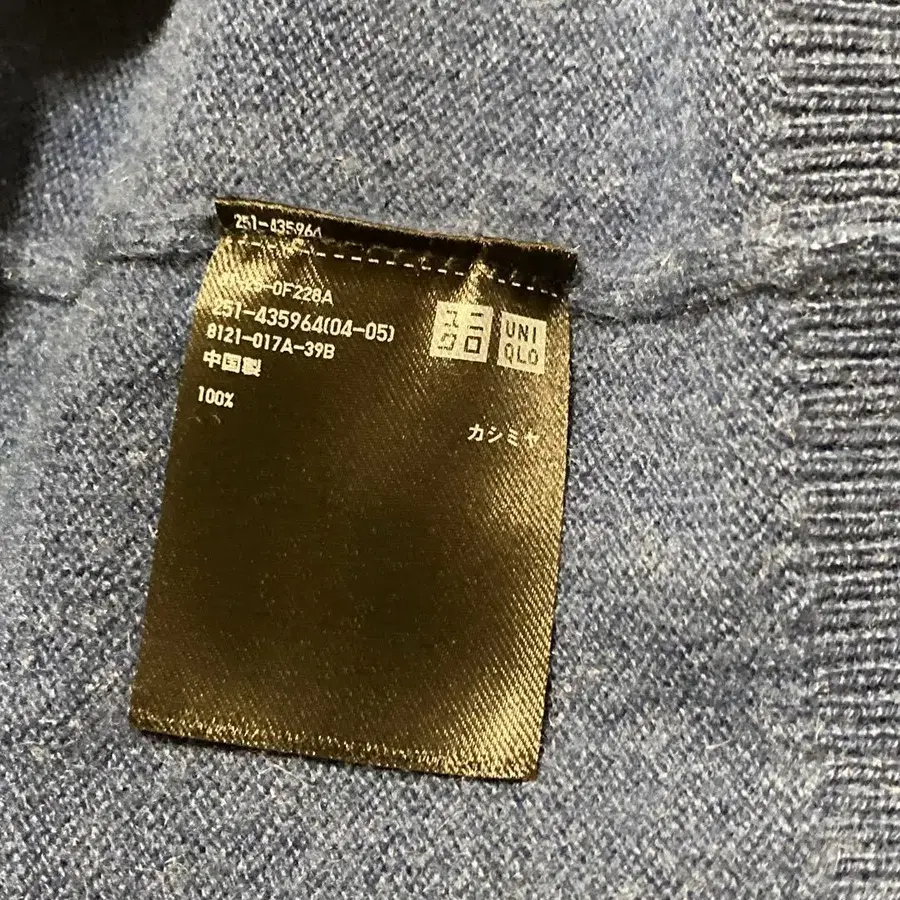 251-435964
-0F228A
251-435964(04-05)
8121-017A-39B
中国製
ユニ
クロ
UNI
QLO
100%
カシミヤ